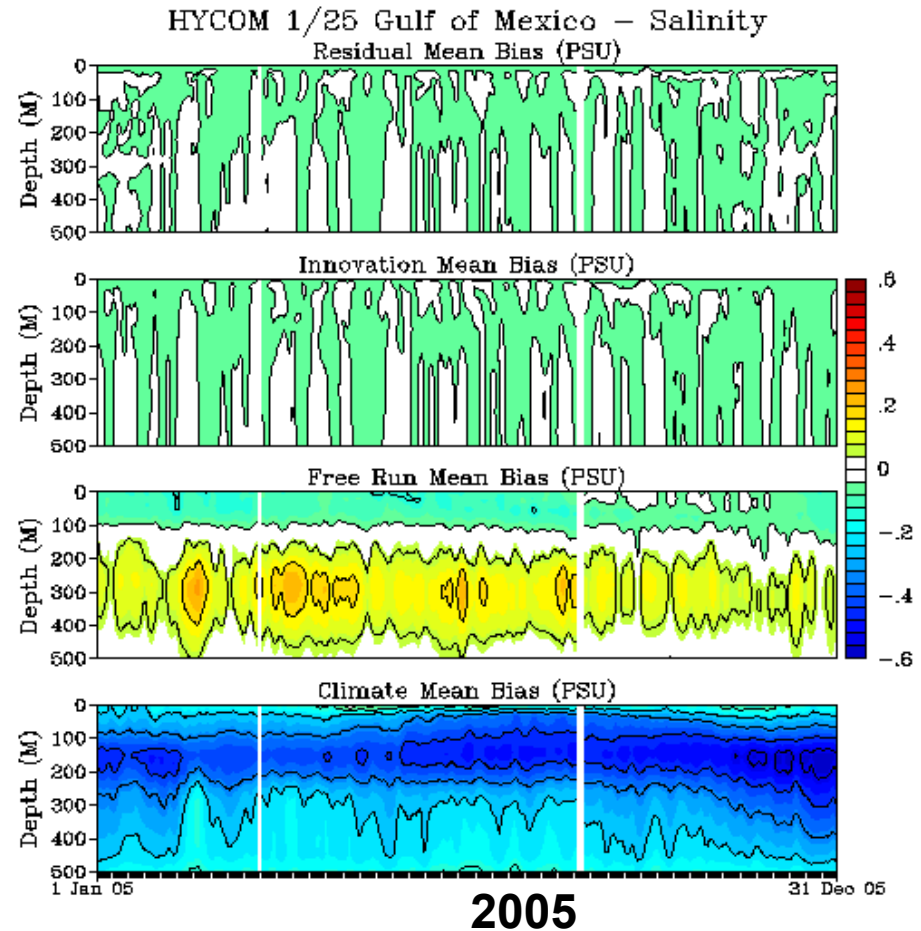 HYCOM 1/25 Gulf of Mexico – Salinity
Residual Mean Bias (PSU)
0
100
200
300
400
500
Depth (M)
Innovation Mean Bias (PSU)
0
100
200
300
400
500
Depth (M)
.6
.4
.2
0
-.2
-.4
-.6
Free Run Mean Bias (PSU)
0
100
200
300
400
500
Depth (M)
Climate Mean Bias (PSU)
0
100
200
300
400
500
Depth (M)
1 Jan 05
31 Dec 05
2005